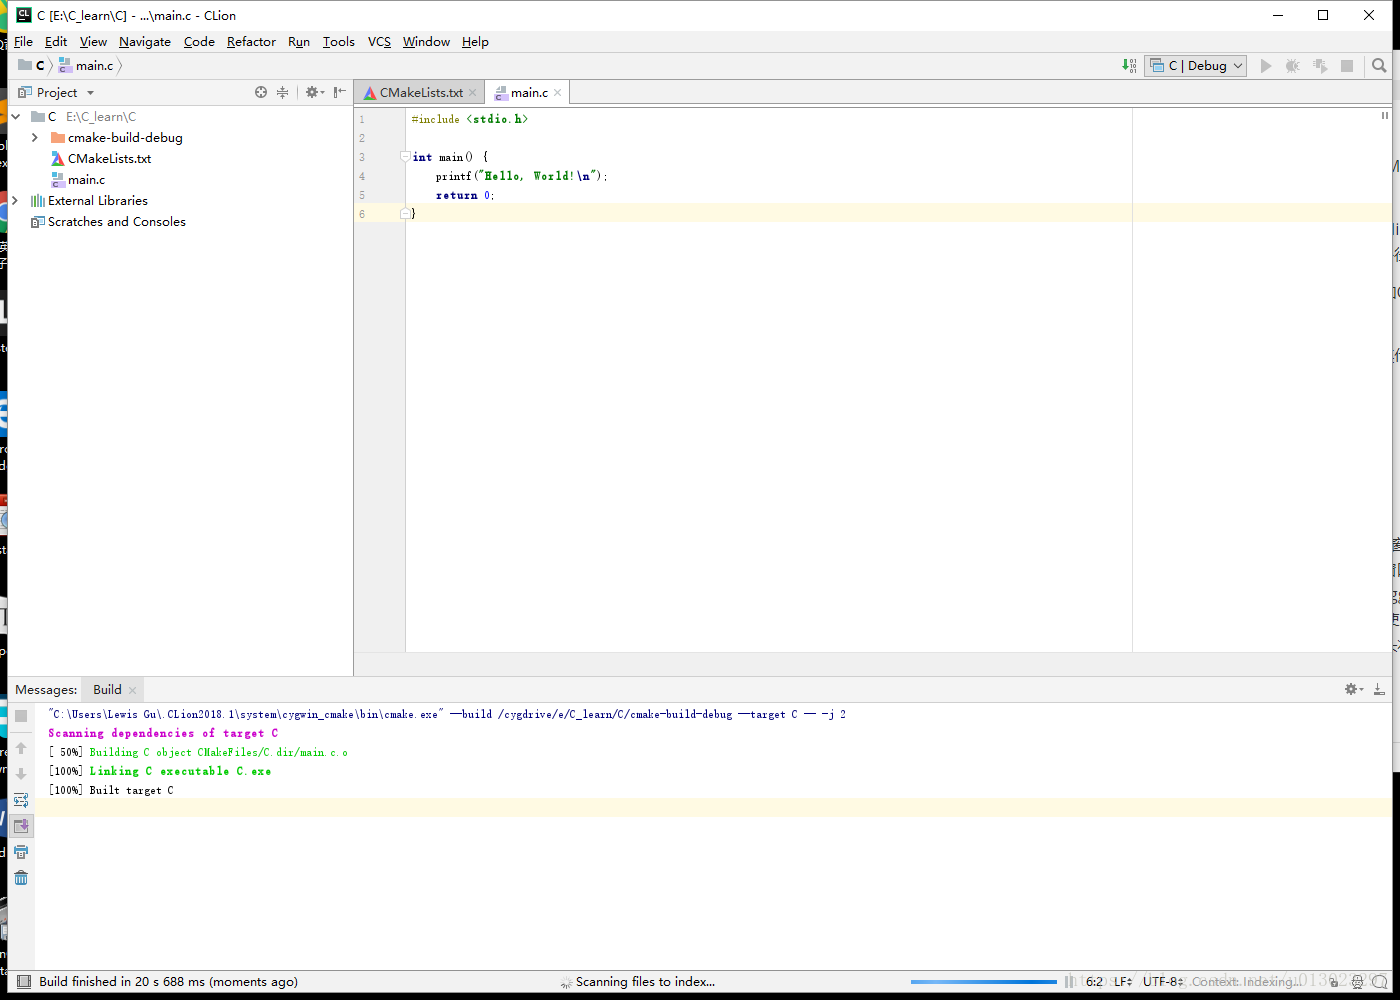 C [E:\C_learn\C] - ...\main.c - CLion
File Edit View Navigate Code Refactor Run Tools VCS Window Help
C main.c
C | Debug
Project
CMakeLists.txt main.c
C E:\C_learn\C
cmake-build-debug
CMakeLists.txt
main.c
External Libraries
Scratches and Consoles
1 #include <stdio.h>
2
3 int main() {
4 printf("Hello, World!\n");
5 return 0;
6 }
Messages: Build
"C:\Users\Lewis Gu\.CLion2018.1\system\cygwin_cmake\bin\cmake.exe" --build /cygdrive/e/C_learn/C/cmake-build-debug --target C -- -j 2
Scanning dependencies of target C
[ 50%] Building C object CMakeFiles/C.dir/main.c.o
[100%] Linking C executable C.exe
[100%] Built target C
Build finished in 20 s 688 ms (moments ago) Scanning files to index... 6:2 LF UTF-8 Context: Indexing...